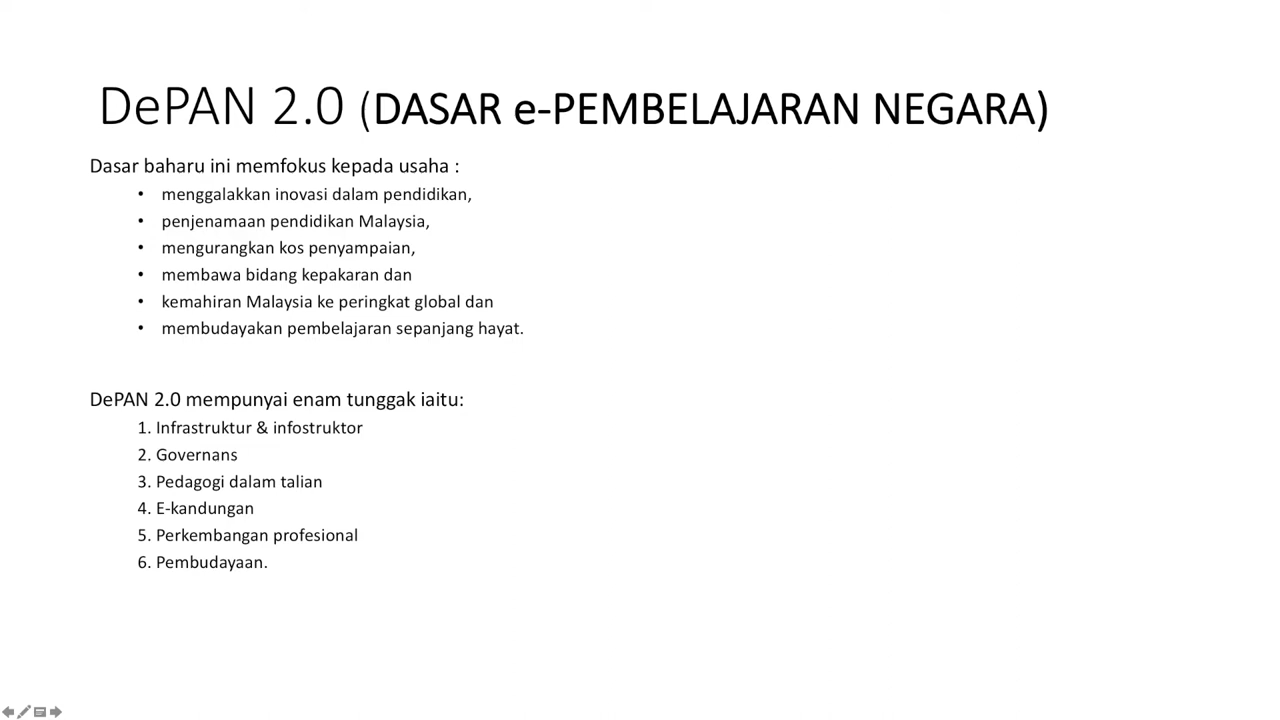 DePAN 2.0 (DASAR e-PEMBELAJARAN NEGARA)
Dasar baharu ini memfokus kepada usaha :
• menggalakkan inovasi dalam pendidikan,
• penjenamaan pendidikan Malaysia,
• mengurangkan kos penyampaian,
• membawa bidang kepakaran dan
• kemahiran Malaysia ke peringkat global dan
• membudayakan pembelajaran sepanjang hayat.
DePAN 2.0 mempunyai enam tunggak iaitu:
1. Infrastruktur & infostruktor
2. Governans
3. Pedagogi dalam talian
4. E-kandungan
5. Perkembangan profesional
6. Pembudayaan.